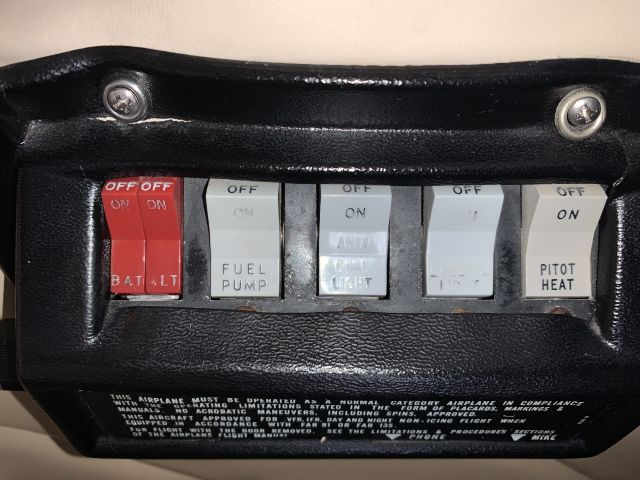 OFF OFF OFF OFF OFF OFF
ON ON ON ON ON
BAT ALT FUEL PUMP LIGHT PITOT HEAT
THIS AIRPLANE MUST BE OPERATED AS A NORMAL CATEGORY AIRPLANE IN COMPLIANCE
WITH THE OPERATING LIMITATIONS STATED IN THE FORM OF PLACARDS, MARKINGS &
MANUALS. NO ACROBATIC MANEUVERS, INCLUDING SPINS, APPROVED.
THIS AIRCRAFT APPROVED FOR VFR, IFR, DAY AND NIGHT NON-ICING FLIGHT WHEN
EQUIPPED IN ACCORDANCE WITH FAR 91 OR FAR 135.
FOR FLIGHT WITH THE DOOR REMOVED, SEE THE LIMITATIONS & PROCEDURES SECTIONS
OF THE AIRPLANE FLIGHT MANUAL
PHONE MIKE